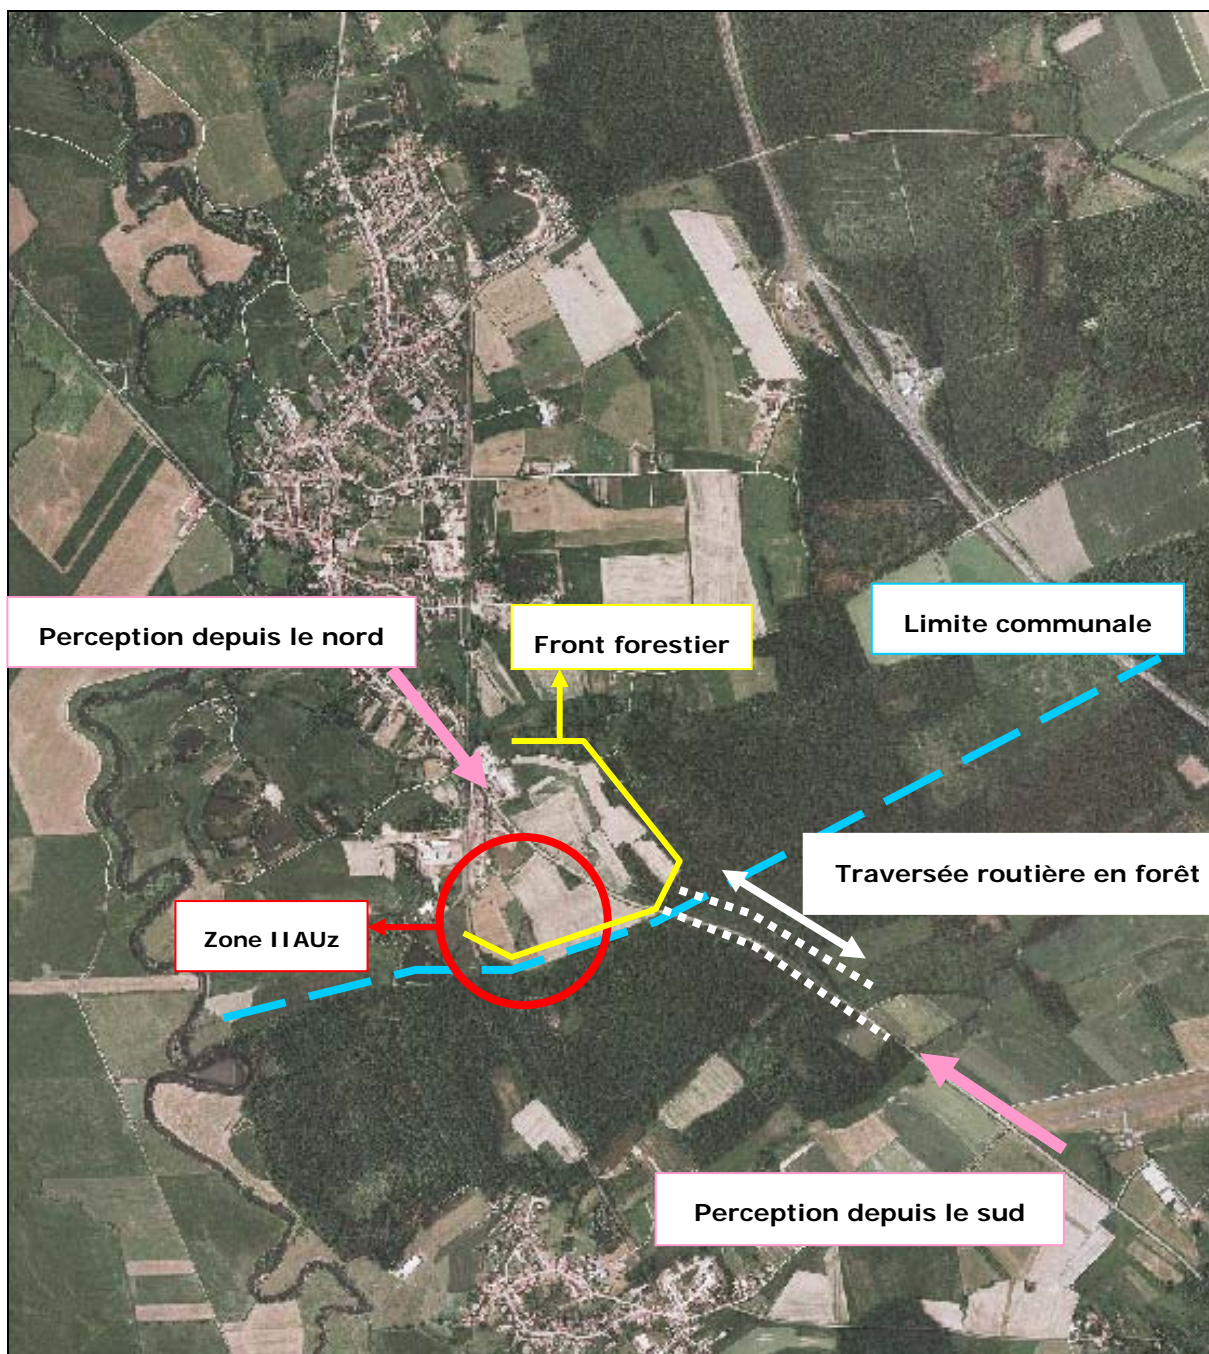 Perception depuis le nord
Front forestier
Limite communale
Traversée routière en forêt
Zone IIAUz
Perception depuis le sud